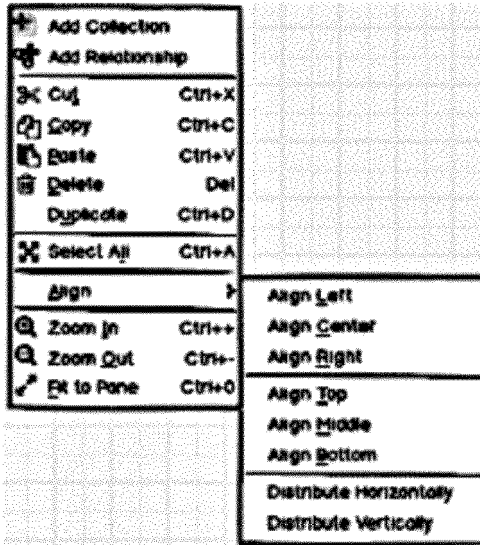 Add Collection
Add Relationship
Cut Ctrl+X
Copy Ctrl+C
Paste Ctrl+V
Delete Del
Duplicate Ctrl+D
Select All Ctrl+A
Align
Zoom In Ctrl++
Zoom Out Ctrl+-
Fit to Pane Ctrl+0
Align Left
Align Center
Align Right
Align Top
Align Middle
Align Bottom
Distribute Horizontally
Distribute Vertically